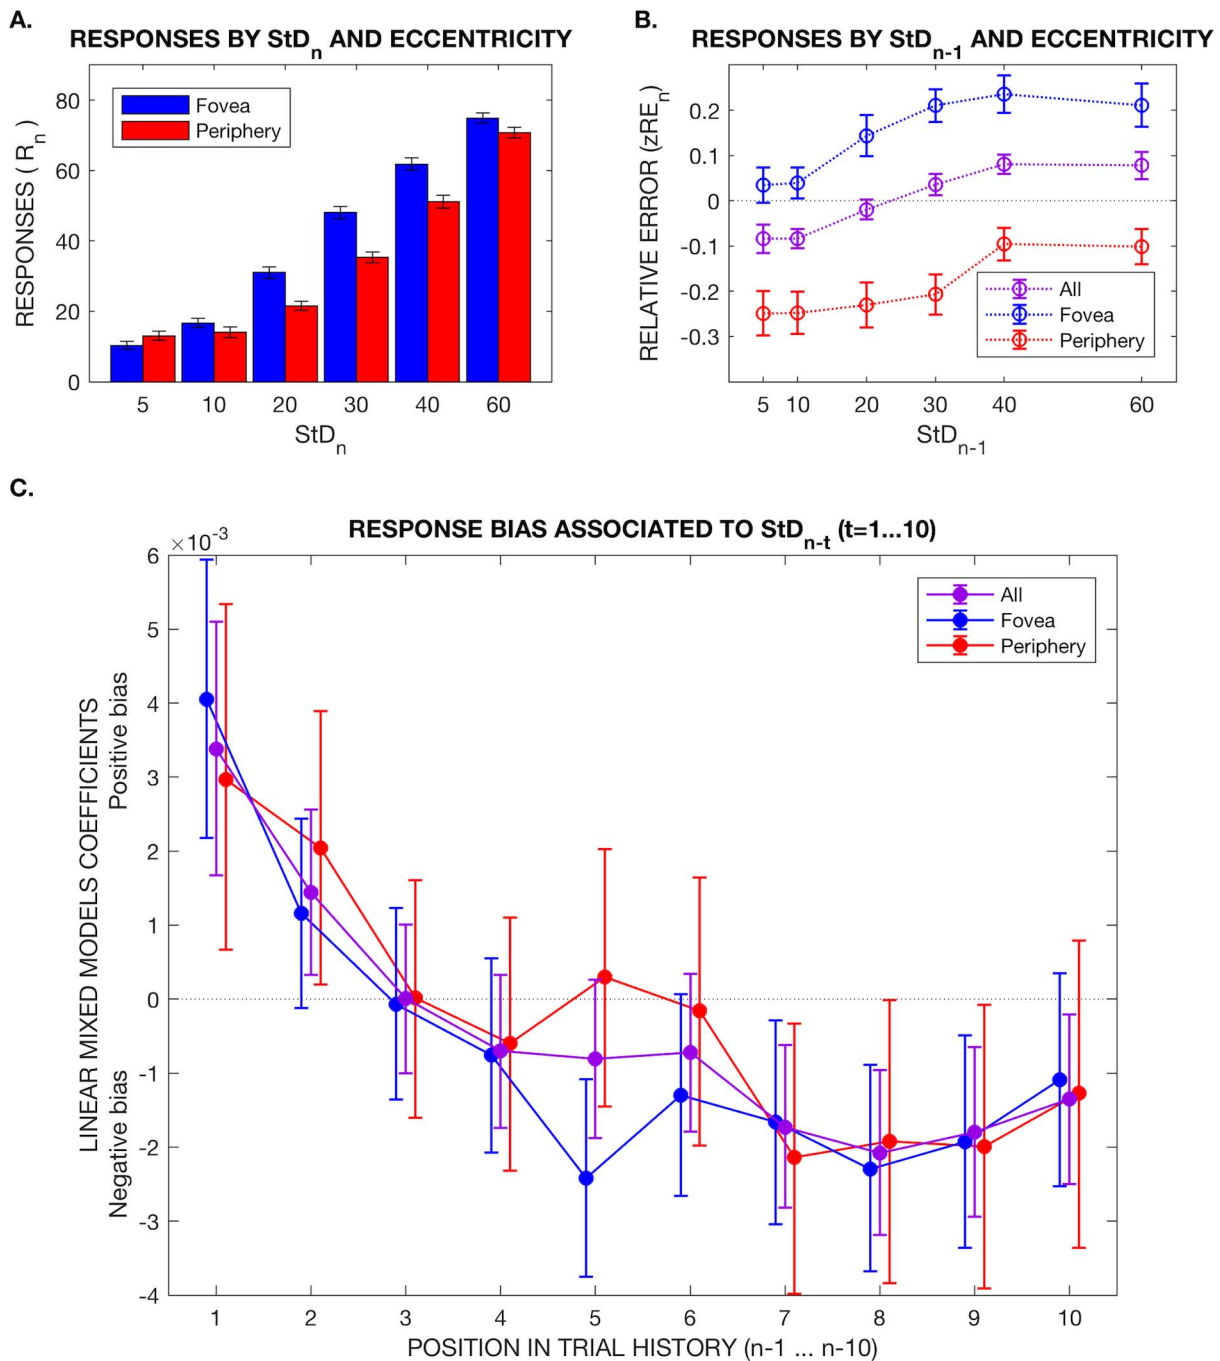 A.
RESPONSES BY StDn AND ECCENTRICITY
RESPONSES ( Rn )
80
60
40
20
0
Fovea
Periphery
5 10 20 30 40 60
StDn
B.
RESPONSES BY StDn-1 AND ECCENTRICITY
RELATIVE ERROR (zREn)
0.2
0.1
0
-0.1
-0.2
-0.3
All
Fovea
Periphery
5 10 20 30 40 60
StDn-1
C.
RESPONSE BIAS ASSOCIATED TO StDn-t (t=1...10)
×10-3
LINEAR MIXED MODELS COEFFICIENTS
Negative bias Positive bias
6
5
4
3
2
1
0
-1
-2
-3
-4
All
Fovea
Periphery
1 2 3 4 5 6 7 8 9 10
POSITION IN TRIAL HISTORY (n-1 ... n-10)